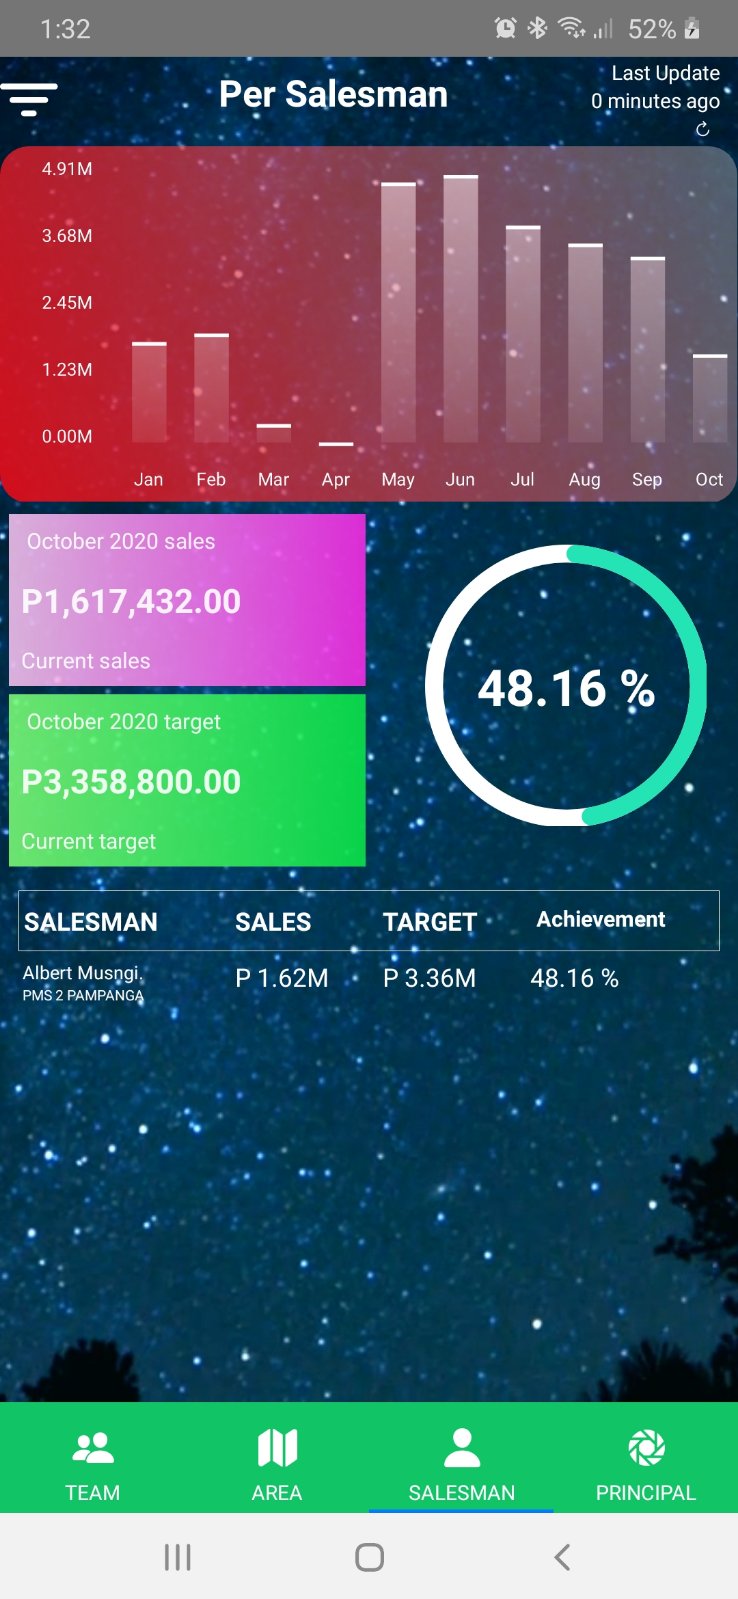 1:32
52%
Per Salesman
Last Update
0 minutes ago
4.91M
3.68M
2.45M
1.23M
0.00M
Jan Feb Mar Apr May Jun Jul Aug Sep Oct
October 2020 sales
P1,617,432.00
Current sales
48.16 %
October 2020 target
P3,358,800.00
Current target
SALESMAN SALES TARGET Achievement
Albert Musngi. P 1.62M P 3.36M 48.16 %
PMS 2 PAMPANGA
TEAM AREA SALESMAN PRINCIPAL